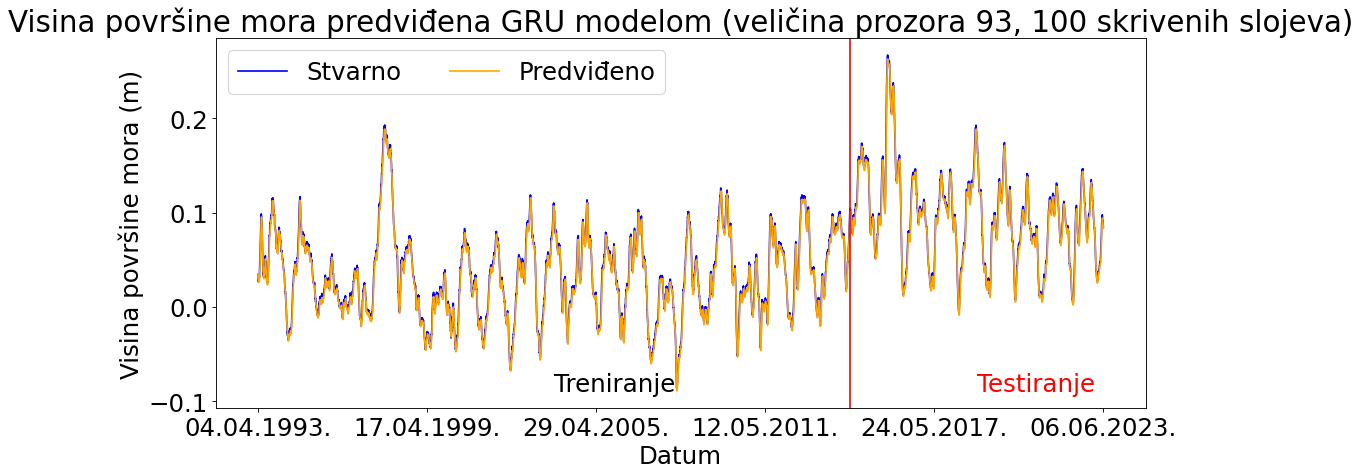 Visina površine mora predviđena GRU modelom (veličina prozora 93, 100 skrivenih slojeva)
Stvarno
Predviđeno
Visina površine mora (m)
0.2
0.1
0.0
−0.1
Treniranje
Testiranje
04.04.1993.
17.04.1999.
29.04.2005.
12.05.2011.
24.05.2017.
06.06.2023.
Datum